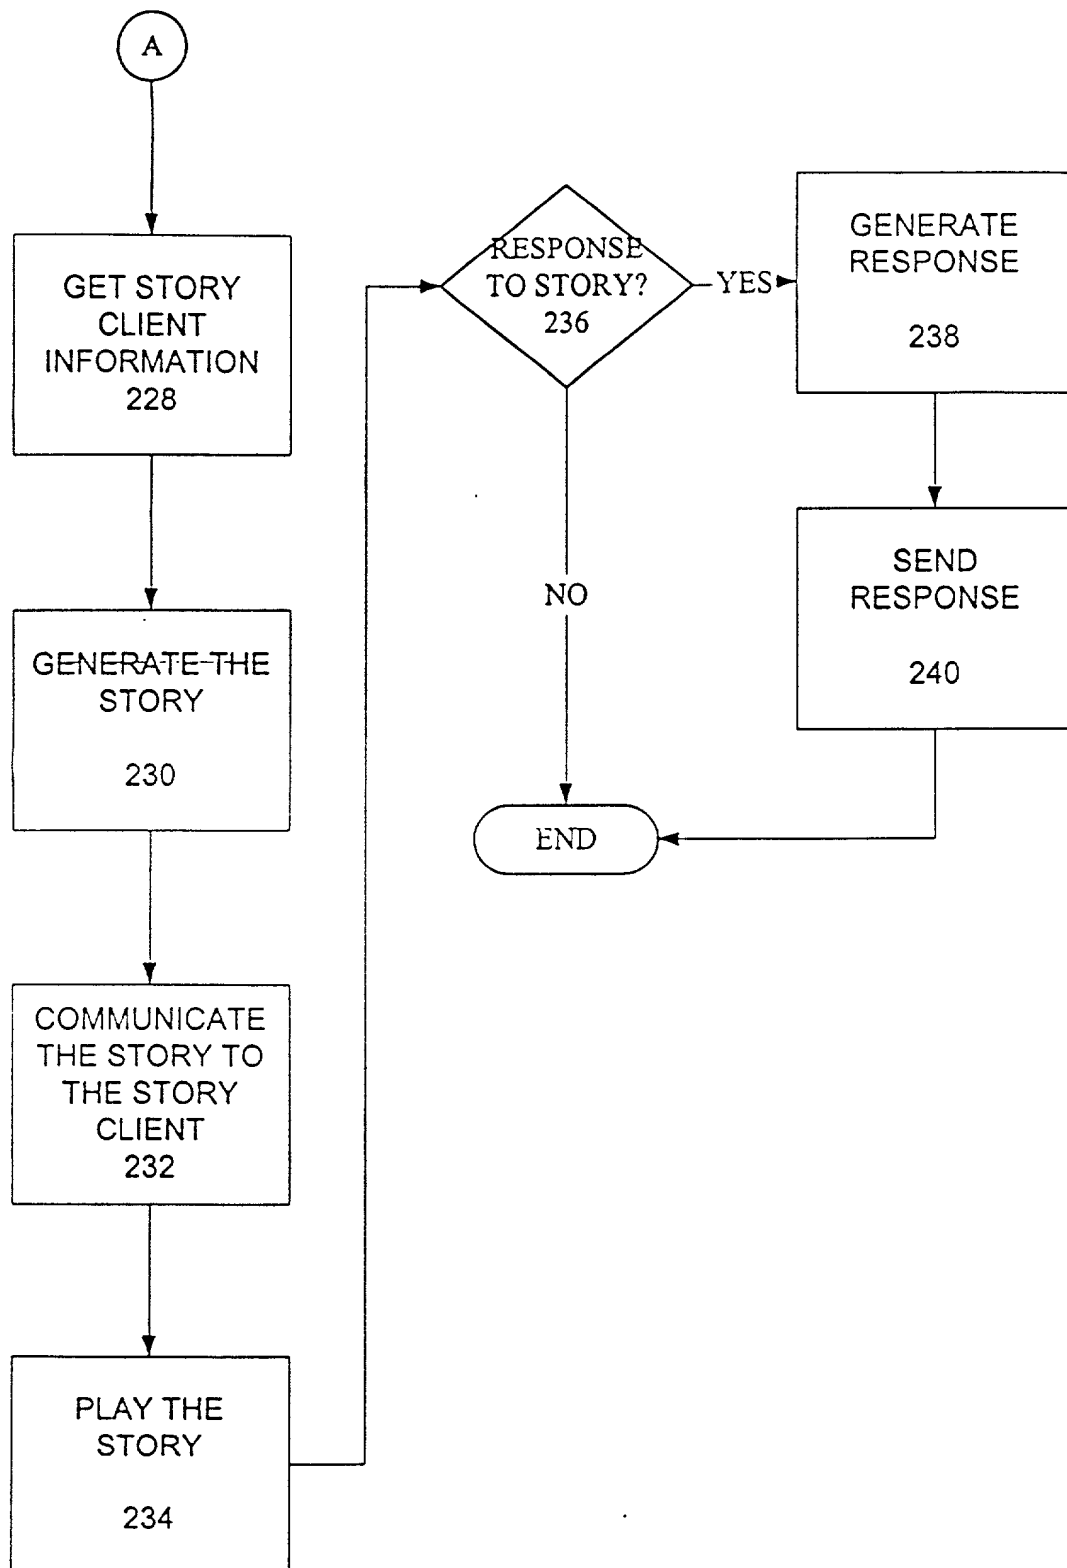 A
GET STORY
CLIENT
INFORMATION
228
GENERATE THE
STORY
230
COMMUNICATE
THE STORY TO
THE STORY
CLIENT
232
PLAY THE
STORY
234
RESPONSE
TO STORY?
236
YES
NO
GENERATE
RESPONSE
238
SEND
RESPONSE
240
END